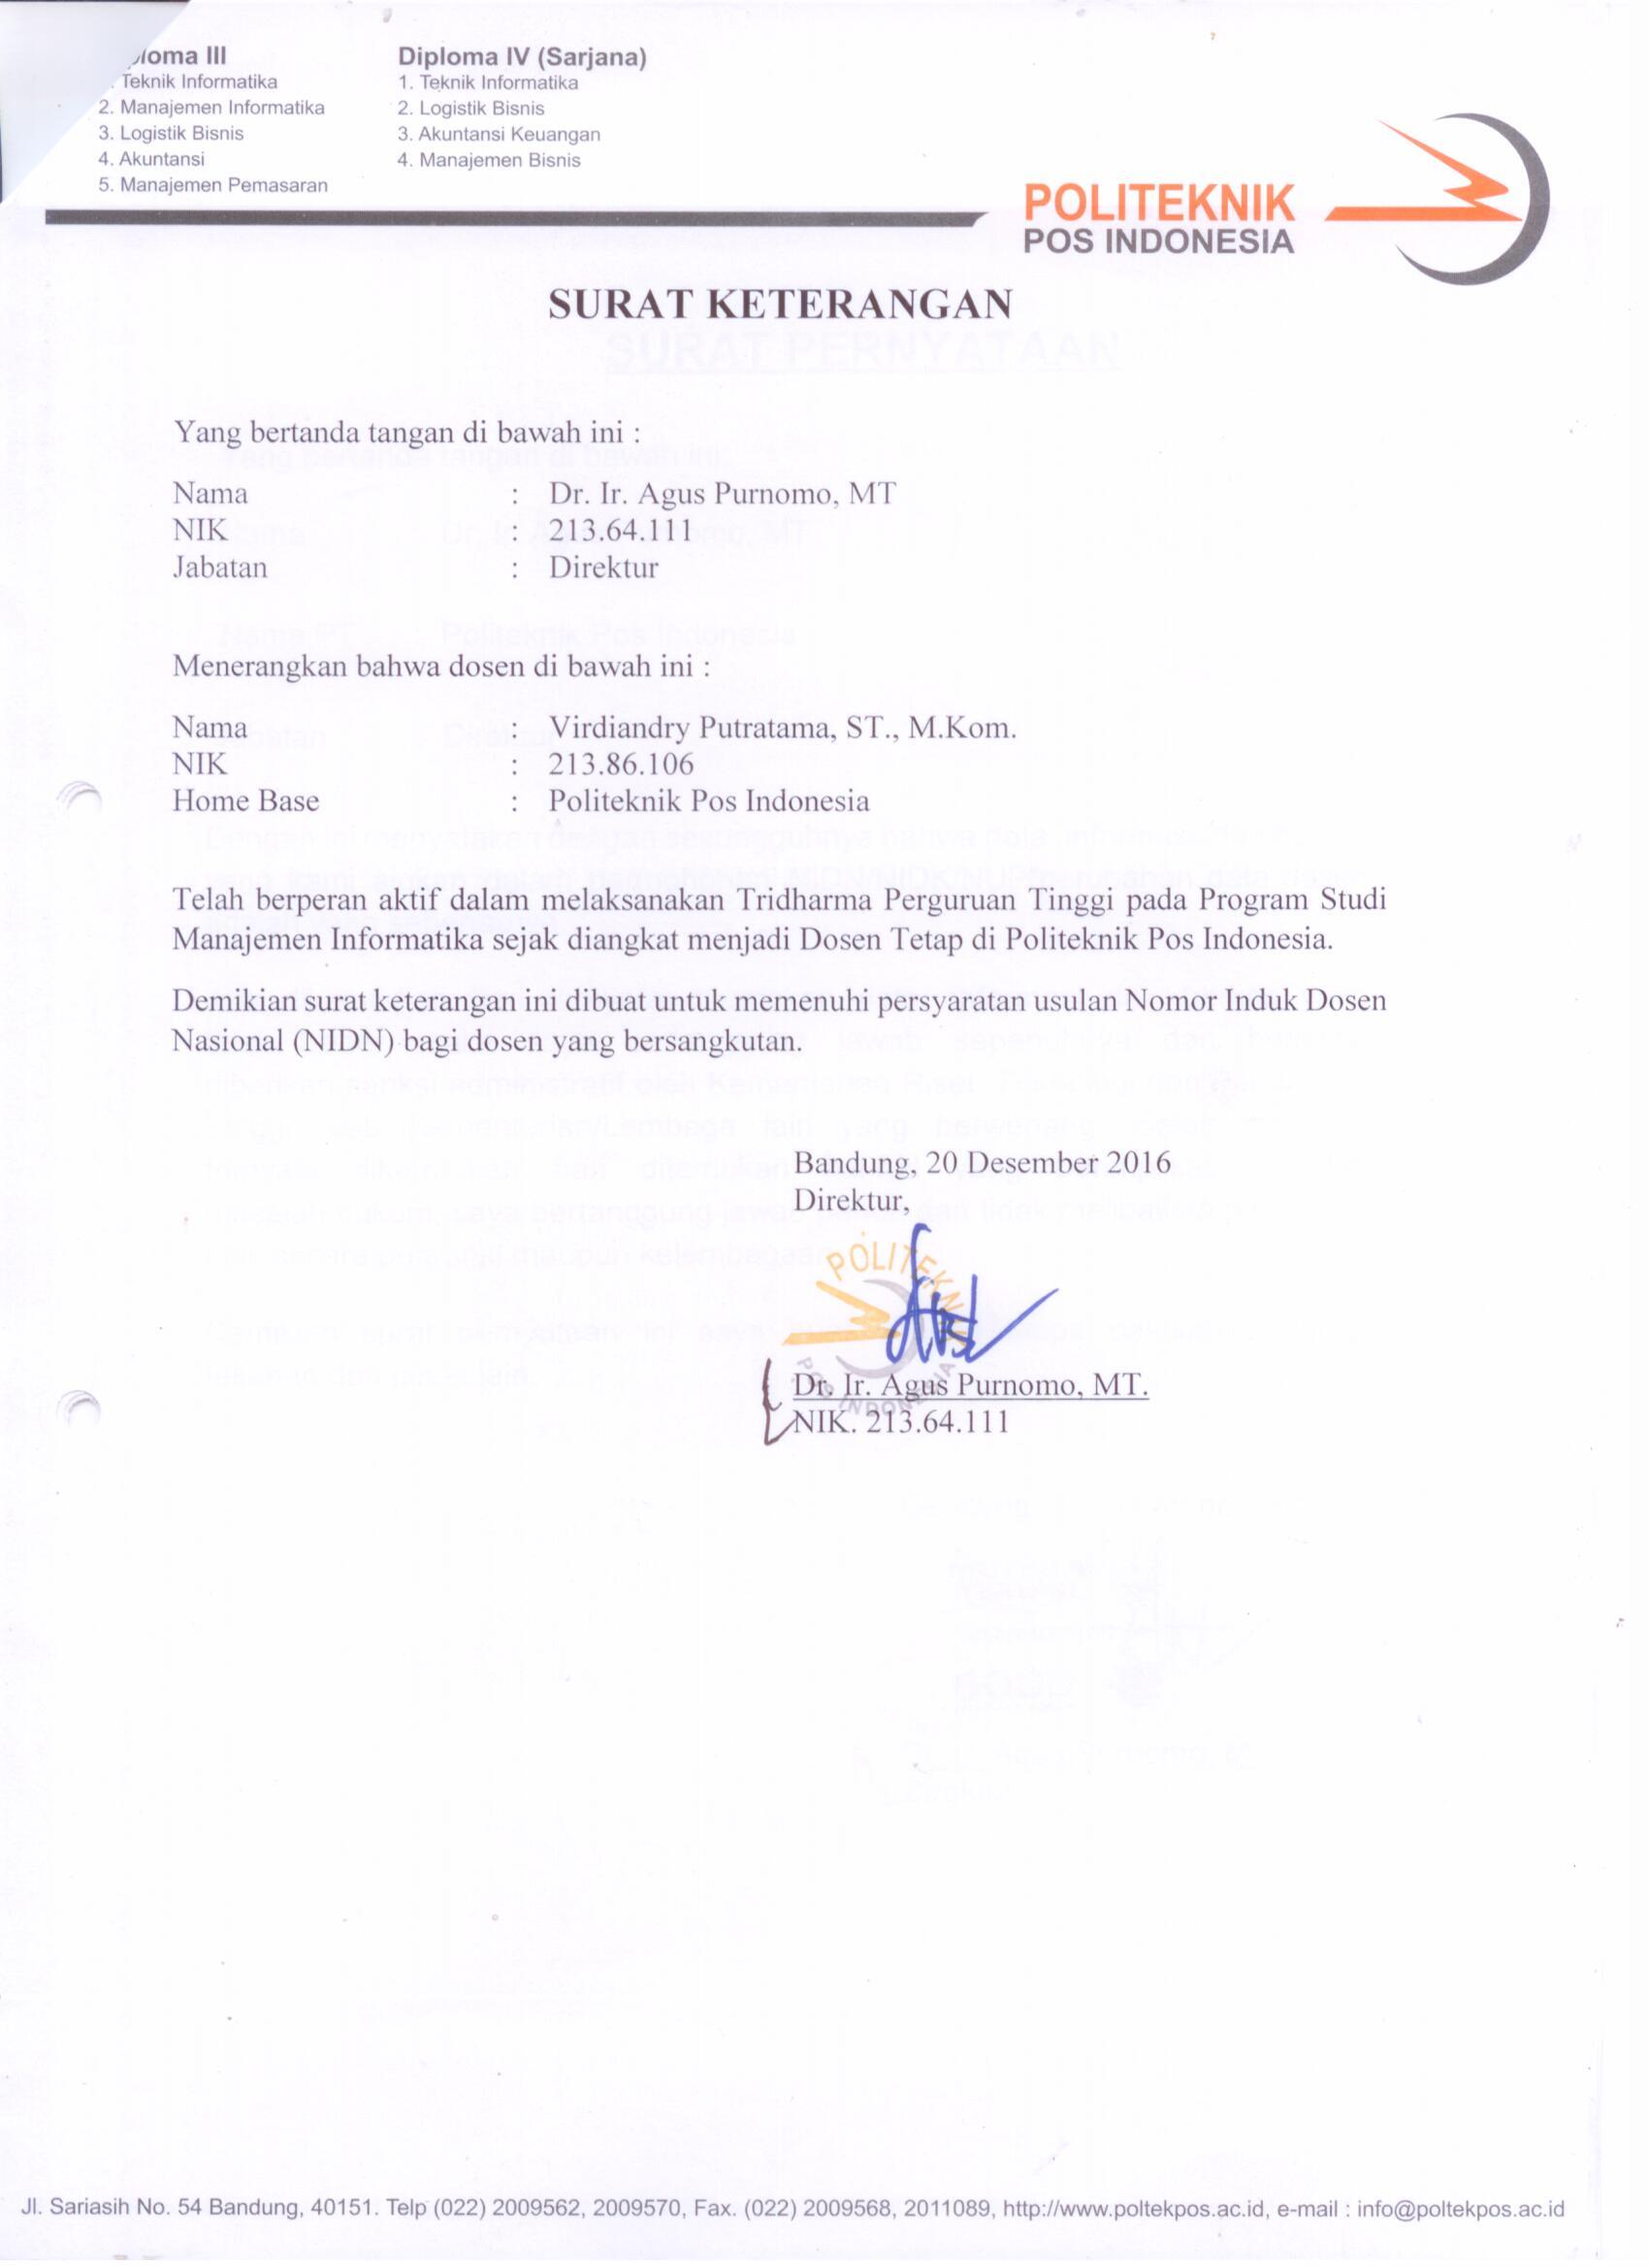 loma III
Teknik Informatika
2. Manajemen Informatika
3. Logistik Bisnis
4. Akuntansi
5. Manajemen Pemasaran
Diploma IV (Sarjana)
1. Teknik Informatika
2. Logistik Bisnis
3. Akuntansi Keuangan
4. Manajemen Bisnis
POLITEKNIK
POS INDONESIA
SURAT KETERANGAN
SURAT PERNYATAAN
Yang bertanda tangan di bawah ini :
Nama : Dr. Ir. Agus Purnomo, MT
NIK : 213.64.111
Jabatan : Direktur
Menerangkan bahwa dosen di bawah ini :
Nama : Virdiandry Putratama, ST., M.Kom.
NIK : 213.86.106
Home Base : Politeknik Pos Indonesia
Telah berperan aktif dalam melaksanakan Tridharma Perguruan Tinggi pada Program Studi
Manajemen Informatika sejak diangkat menjadi Dosen Tetap di Politeknik Pos Indonesia.
Demikian surat keterangan ini dibuat untuk memenuhi persyaratan usulan Nomor Induk Dosen
Nasional (NIDN) bagi dosen yang bersangkutan.
Bandung, 20 Desember 2016
Direktur,
POLITEKNIK
POS INDONESIA
Dr. Ir. Agus Purnomo, MT.
NIK. 213.64.111
Jl. Sariasih No. 54 Bandung, 40151. Telp (022) 2009562, 2009570, Fax. (022) 2009568, 2011089, http://www.poltekpos.ac.id, e-mail : info@poltekpos.ac.id